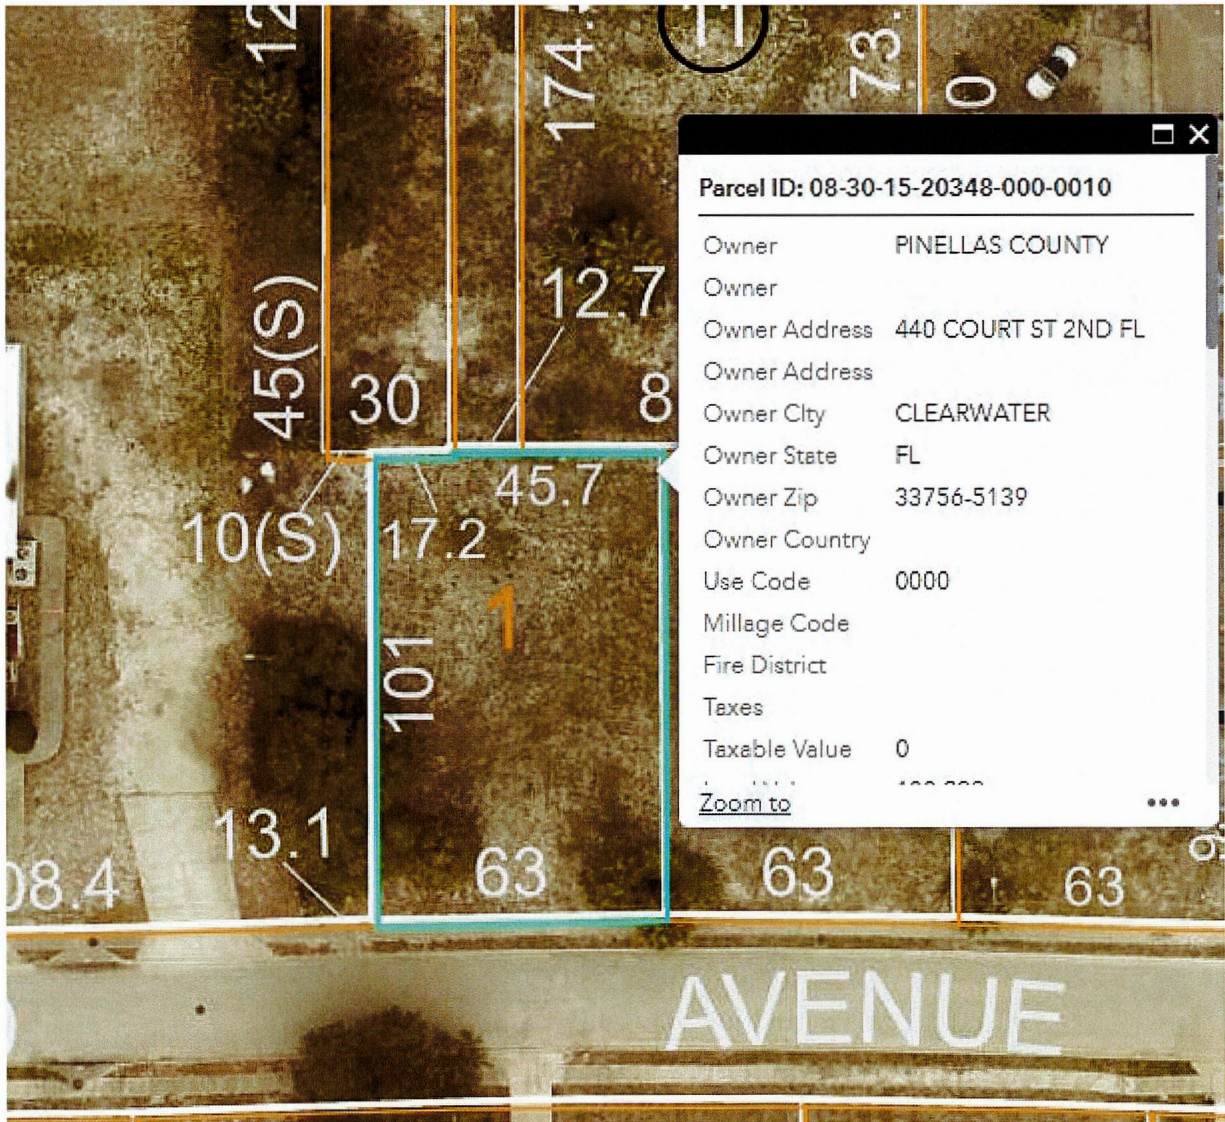 12
174.
11
73.
0
Parcel ID: 08-30-15-20348-000-0010
Owner PINELLAS COUNTY
Owner
Owner Address 440 COURT ST 2ND FL
Owner Address
Owner City CLEARWATER
Owner State FL
Owner Zip 33756-5139
Owner Country
Use Code 0000
Millage Code
Fire District
Taxes
Taxable Value 0
Zoom to
12.7
45(S)
30
8
45.7
10(S)
17.2
1
101
13.1
08.4
63
63
63
9
AVENUE